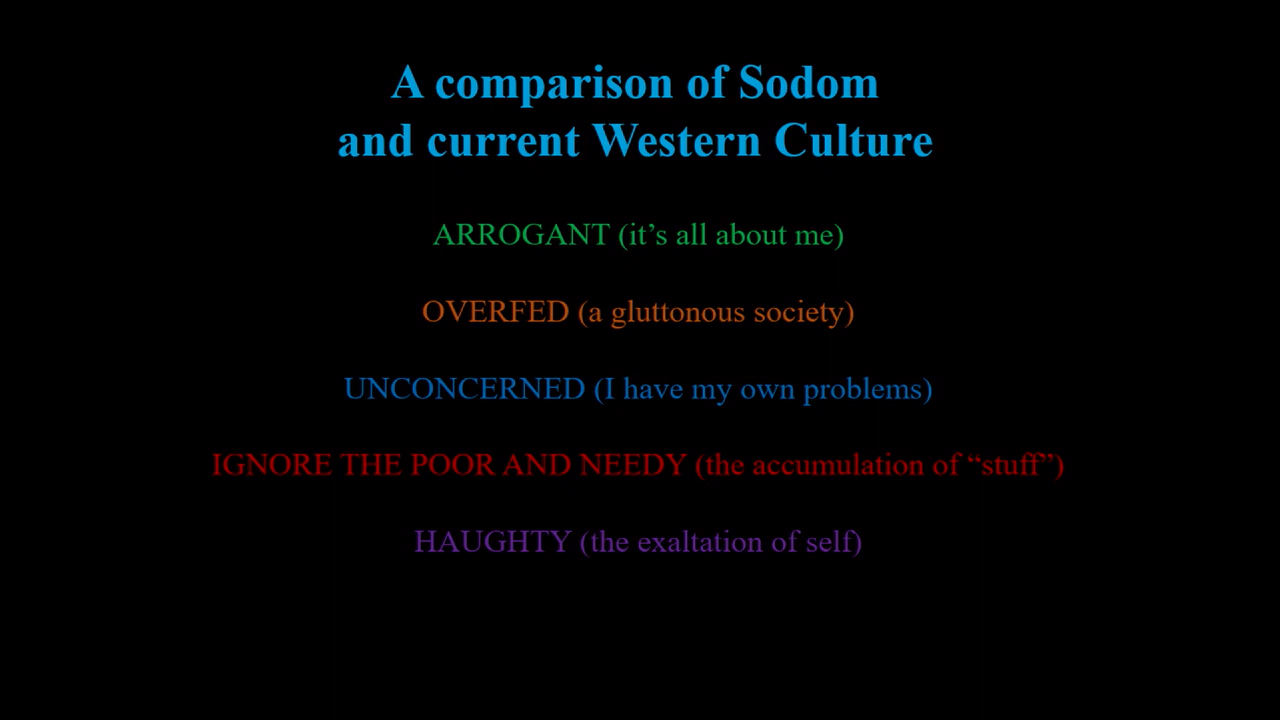 A comparison of Sodom
and current Western Culture
ARROGANT (it’s all about me)
OVERFED (a gluttonous society)
UNCONCERNED (I have my own problems)
IGNORE THE POOR AND NEEDY (the accumulation of “stuff”)
HAUGHTY (the exaltation of self)